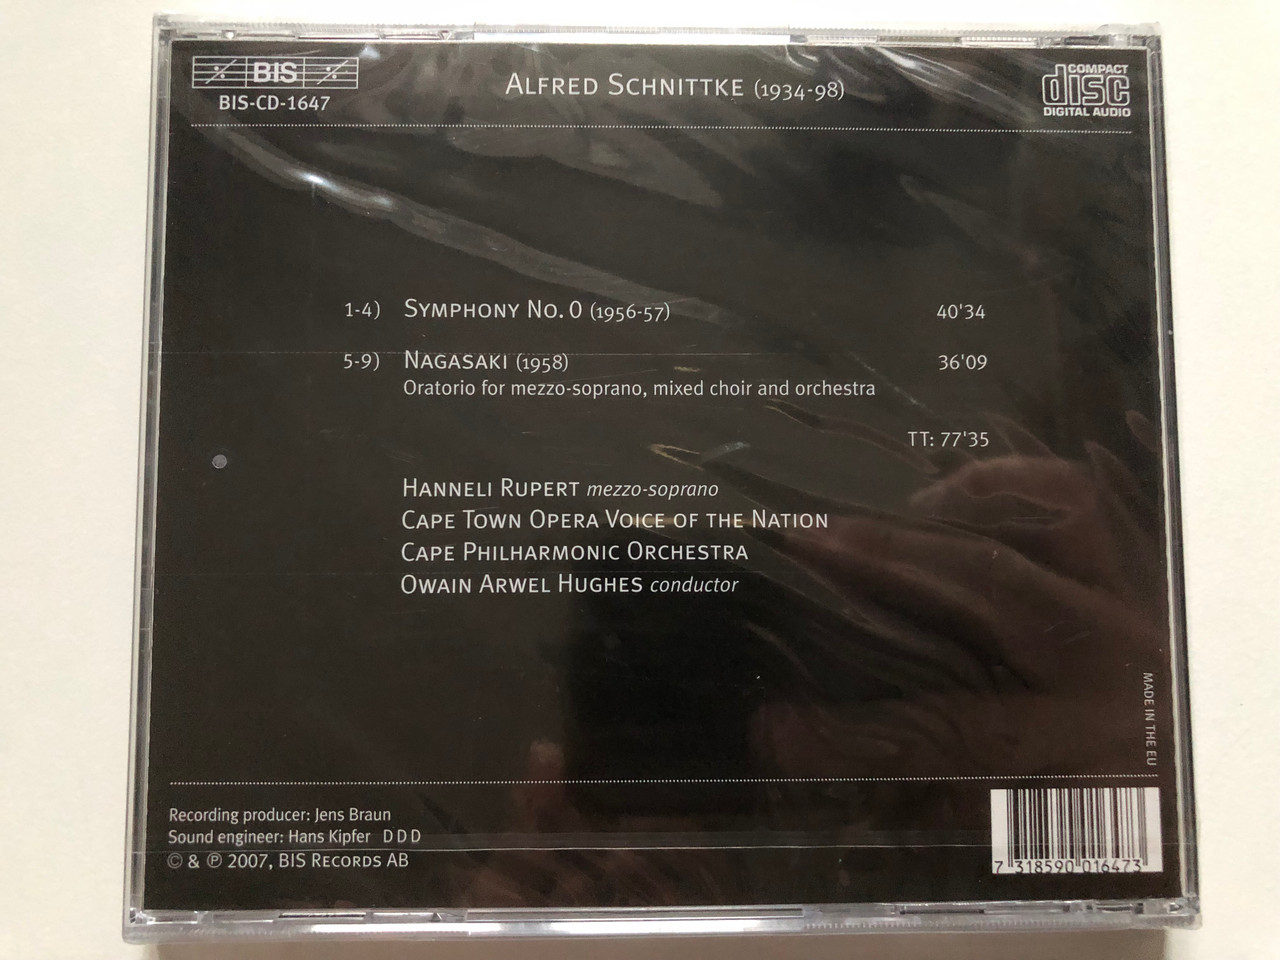 BIS
BIS-CD-1647
ALFRED SCHNITTKE (1934-98)
COMPACT
disc
DIGITAL AUDIO
1-4) SYMPHONY NO. 0 (1956-57) 40'34
5-9) NAGASAKI (1958) 36'09
Oratorio for mezzo-soprano, mixed choir and orchestra
TT: 77'35
HANNELI RUPERT mezzo-soprano
CAPE TOWN OPERA VOICE OF THE NATION
CAPE PHILHARMONIC ORCHESTRA
OWAIN ARWEL HUGHES conductor
MADE IN THE EU
Recording producer: Jens Braun
Sound engineer: Hans Kipfer D D D
© & ℗ 2007, BIS RECORDS AB
7 318590 016473